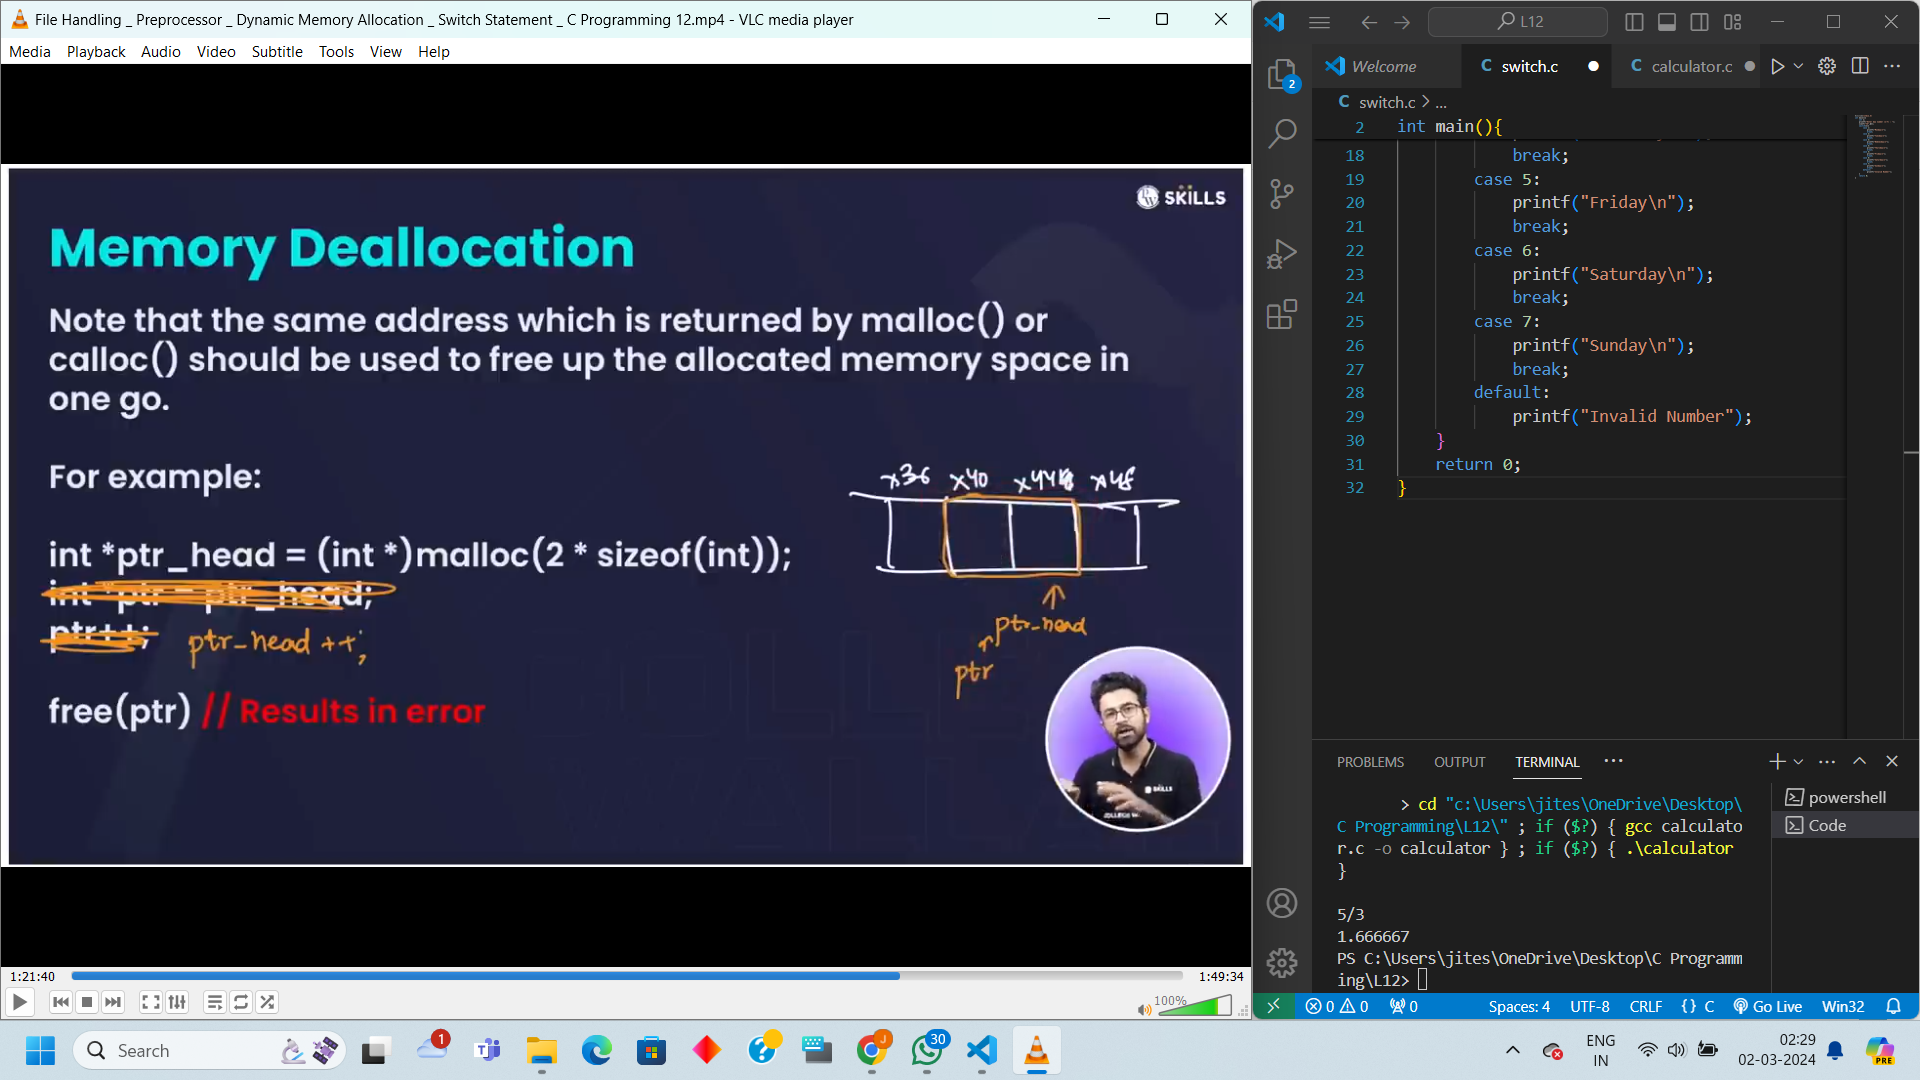 File Handling _ Preprocessor _ Dynamic Memory Allocation _ Switch Statement _ C Programming 12.mp4 - VLC media player
Media Playback Audio Video Subtitle Tools View Help
SKILLS
Memory Deallocation
Note that the same address which is returned by malloc() or
calloc() should be used to free up the allocated memory space in
one go.
For example:
x36 x40 x48
int *ptr_head = (int *)malloc(2 * sizeof(int));
int *ptr = ptr_head;
ptr++; ptr_head ++;
ptr_head
ptr
free(ptr) // Results in error
SKILLS
1:21:40
1:49:34
100%
L12
Welcome
switch.c
calculator.c
2
C switch.c > ...
2 int main(){
18 break;
19 case 5:
20 printf("Friday\n");
21 break;
22 case 6:
23 printf("Saturday\n");
24 break;
25 case 7:
26 printf("Sunday\n");
27 break;
28 default:
29 printf("Invalid Number");
30 }
31 return 0;
32 }
PROBLEMS OUTPUT TERMINAL ...
> cd "c:\Users\jites\OneDrive\Desktop\
C Programming\L12\" ; if ($?) { gcc calculato
r.c -o calculator } ; if ($?) { .\calculator
}
5/3
1.666667
PS C:\Users\jites\OneDrive\Desktop\C Programm
ing\L12>
powershell
Code
0 0 0 Spaces: 4 UTF-8 CRLF {} C Go Live Win32
Search
1
J
30
ENG
IN
02:29
02-03-2024
PRE